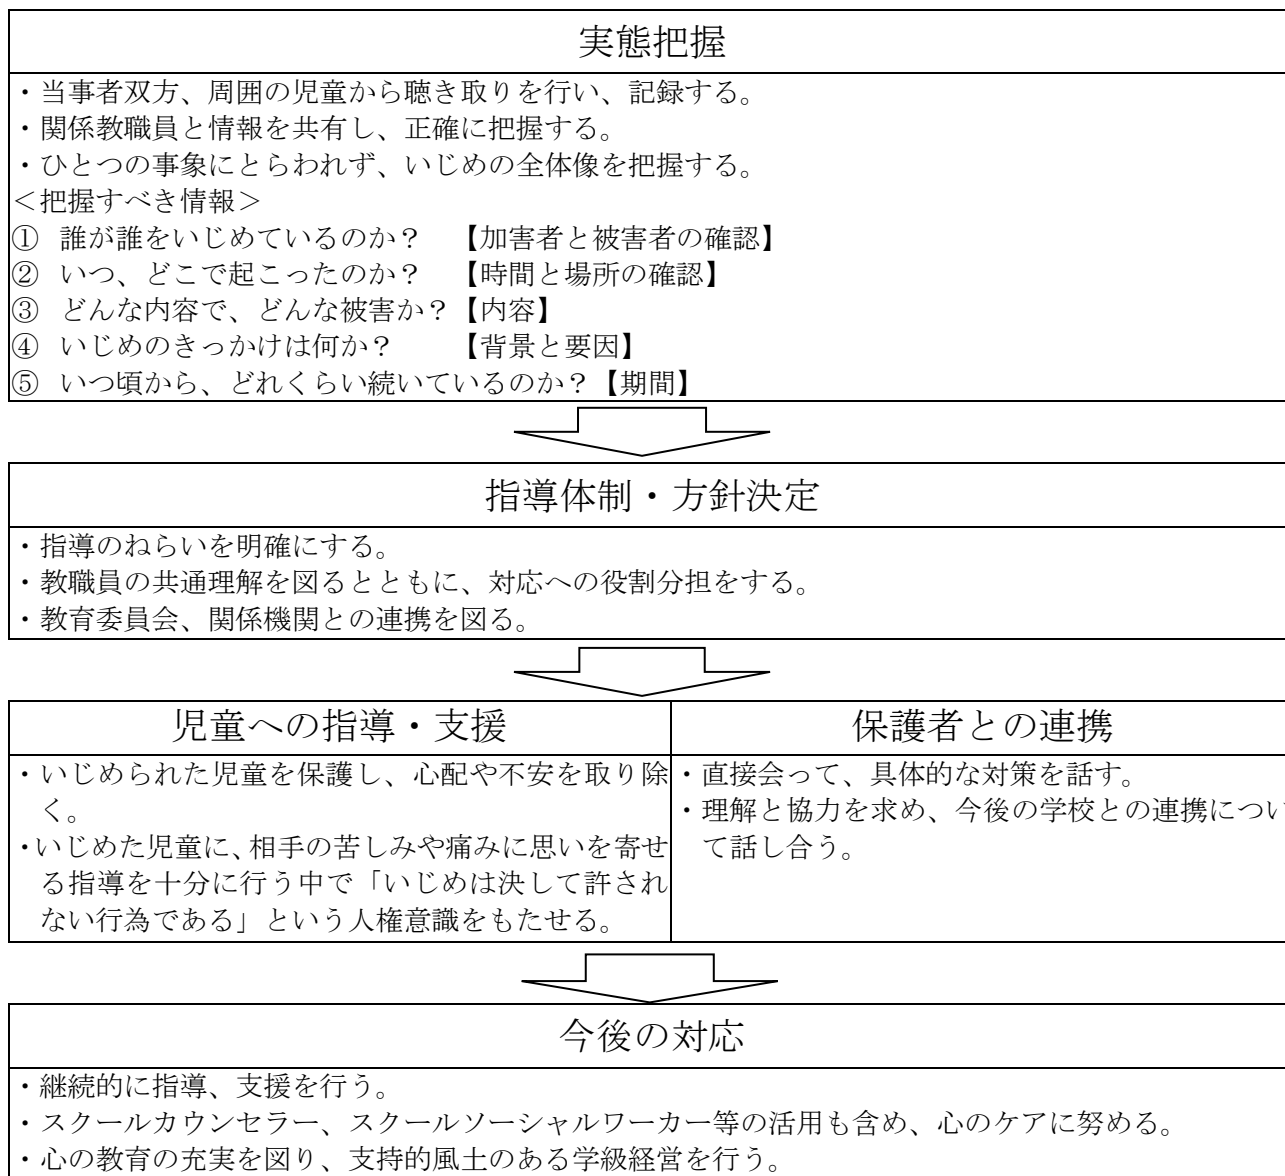 実態把握
・当事者双方、周囲の児童から聴き取りを行い、記録する。
・関係教職員と情報を共有し、正確に把握する。
・ひとつの事象にとらわれず、いじめの全体像を把握する。
＜把握すべき情報＞
① 誰が誰をいじめているのか？　【加害者と被害者の確認】
② いつ、どこで起こったのか？　【時間と場所の確認】
③ どんな内容で、どんな被害か？【内容】
④ いじめのきっかけは何か？　　【背景と要因】
⑤ いつ頃から、どれくらい続いているのか？【期間】
指導体制・方針決定
・指導のねらいを明確にする。
・教職員の共通理解を図るとともに、対応への役割分担をする。
・教育委員会、関係機関との連携を図る。
児童への指導・支援
・いじめられた児童を保護し、心配や不安を取り除
く。
・いじめた児童に、相手の苦しみや痛みに思いを寄せ
る指導を十分に行う中で「いじめは決して許され
ない行為である」という人権意識をもたせる。
保護者との連携
・直接会って、具体的な対策を話す。
・理解と協力を求め、今後の学校との連携につい
て話し合う。
今後の対応
・継続的に指導、支援を行う。
・スクールカウンセラー、スクールソーシャルワーカー等の活用も含め、心のケアに努める。
・心の教育の充実を図り、支持的風土のある学級経営を行う。